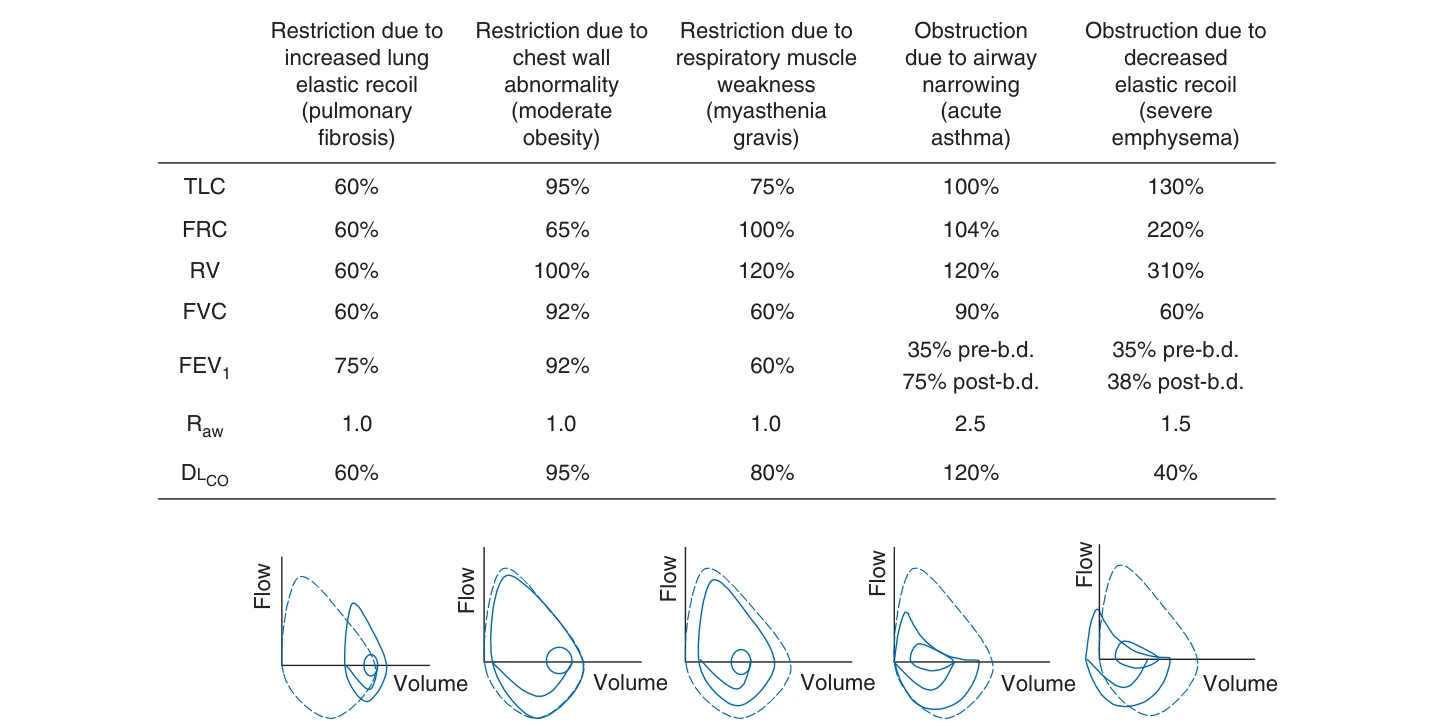 Restriction due to
increased lung
elastic recoil
(pulmonary
fibrosis)
Restriction due to
chest wall
abnormality
(moderate
obesity)
Restriction due to
respiratory muscle
weakness
(myasthenia
gravis)
Obstruction
due to airway
narrowing
(acute
asthma)
Obstruction due to
decreased
elastic recoil
(severe
emphysema)
TLC 60% 95% 75% 100% 130%
FRC 60% 65% 100% 104% 220%
RV 60% 100% 120% 120% 310%
FVC 60% 92% 60% 90% 60%
FEV1 75% 92% 60% 35% pre-b.d. 35% pre-b.d.
75% post-b.d. 38% post-b.d.
Raw 1.0 1.0 1.0 2.5 1.5
DLCO 60% 95% 80% 120% 40%
Flow Volume
Flow Volume
Flow Volume
Flow Volume
Flow Volume